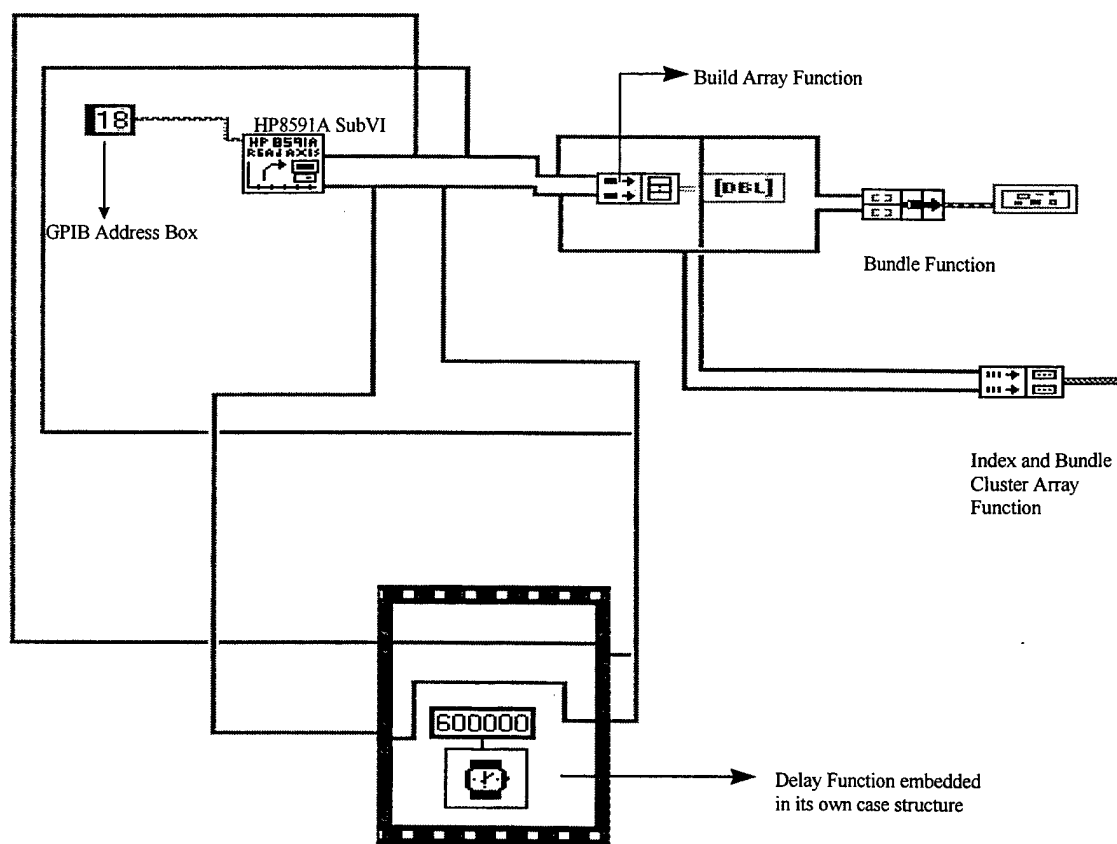 Build Array Function
18
HP8591A SubVI
HP 8591A
READ AXIS
[DBL]
GPIB Address Box
Bundle Function
Index and Bundle
Cluster Array
Function
600000
Delay Function embedded
in its own case structure